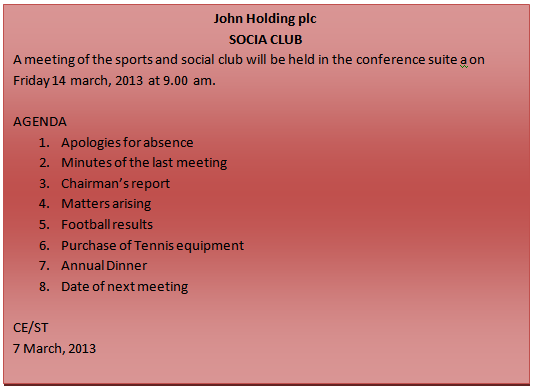 John Holding plc
SOCIA CLUB
A meeting of the sports and social club will be held in the conference suite a on
Friday 14 march, 2013 at 9.00 am.
AGENDA
1. Apologies for absence
2. Minutes of the last meeting
3. Chairman's report
4. Matters arising
5. Football results
6. Purchase of Tennis equipment
7. Annual Dinner
8. Date of next meeting
CE/ST
7 March, 2013